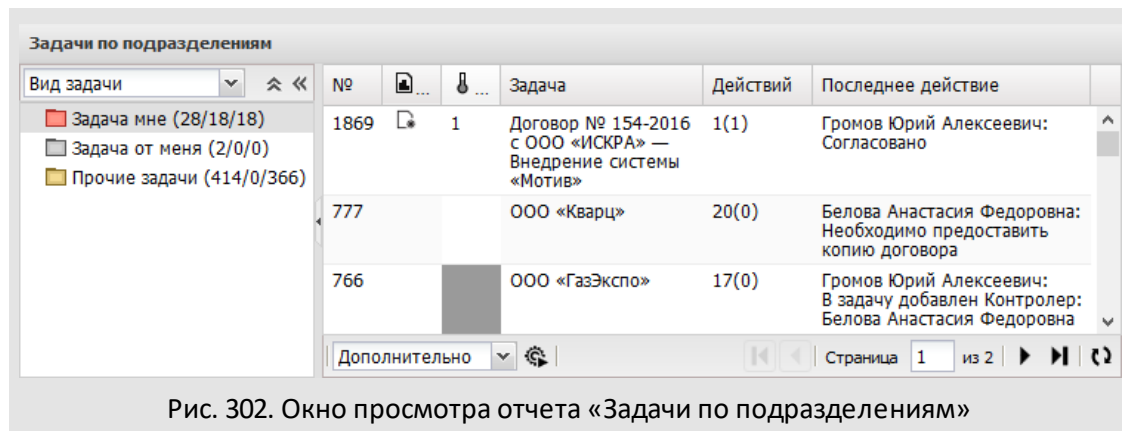 Задачи по подразделениям
Вид задачи
Задача мне (28/18/18)
Задача от меня (2/0/0)
Прочие задачи (414/0/366)
№ ... ... Задача Действий Последнее действие
1869 1 Договор № 154-2016 1(1) Громов Юрий Алексеевич:
с ООО «ИСКРА» — Согласовано
Внедрение системы
«Мотив»
777 ООО «Кварц» 20(0) Белова Анастасия Федоровна:
Необходимо предоставить
копию договора
766 ООО «ГазЭкспо» 17(0) Громов Юрий Алексеевич:
В задачу добавлен Контролер:
Белова Анастасия Федоровна
Дополнительно Страница 1 из 2
Рис. 302. Окно просмотра отчета «Задачи по подразделениям»